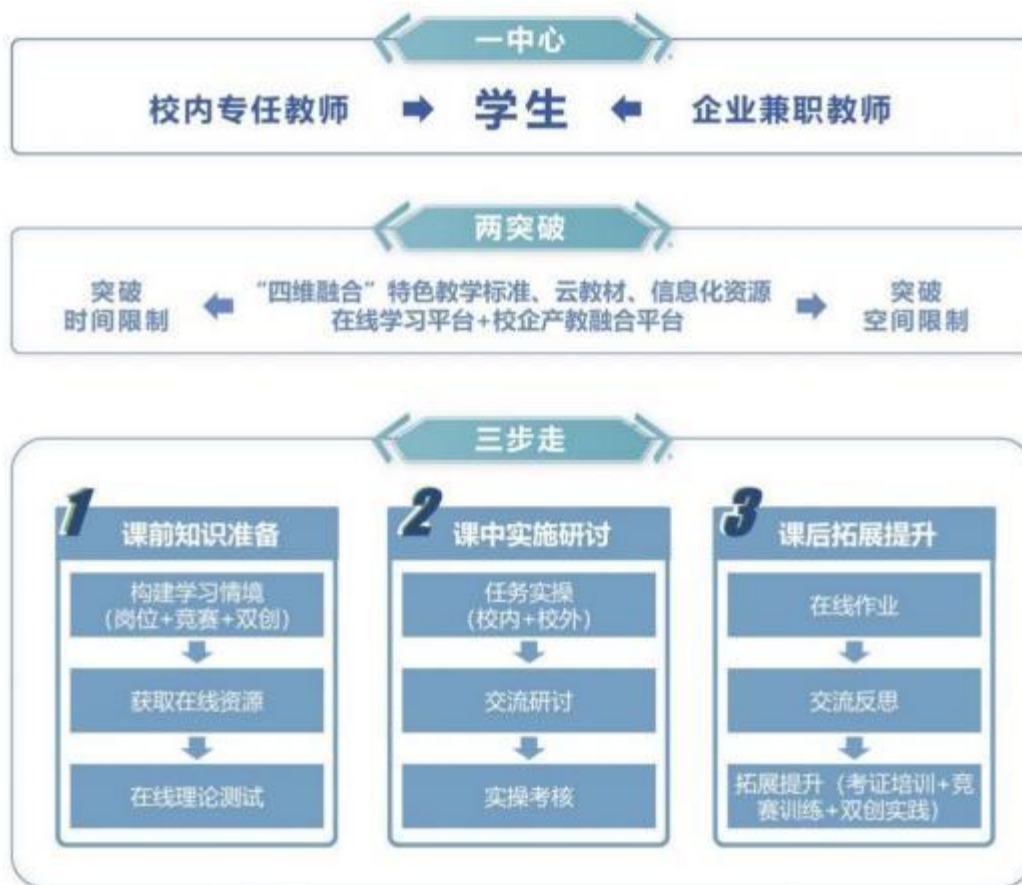 一中心
校内专任教师 学生 企业兼职教师
两突破
突破
时间限制
“四维融合”特色教学标准、云教材、信息化资源
在线学习平台+校企产教融合平台
突破
空间限制
三步走
1 课前知识准备
构建学习情境
(岗位+竞赛+双创)
获取在线资源
在线理论测试
2 课中实施研讨
任务实操
(校内+校外)
交流研讨
实操考核
3 课后拓展提升
在线作业
交流反思
拓展提升（考证培训+竞
赛训练+双创实践）